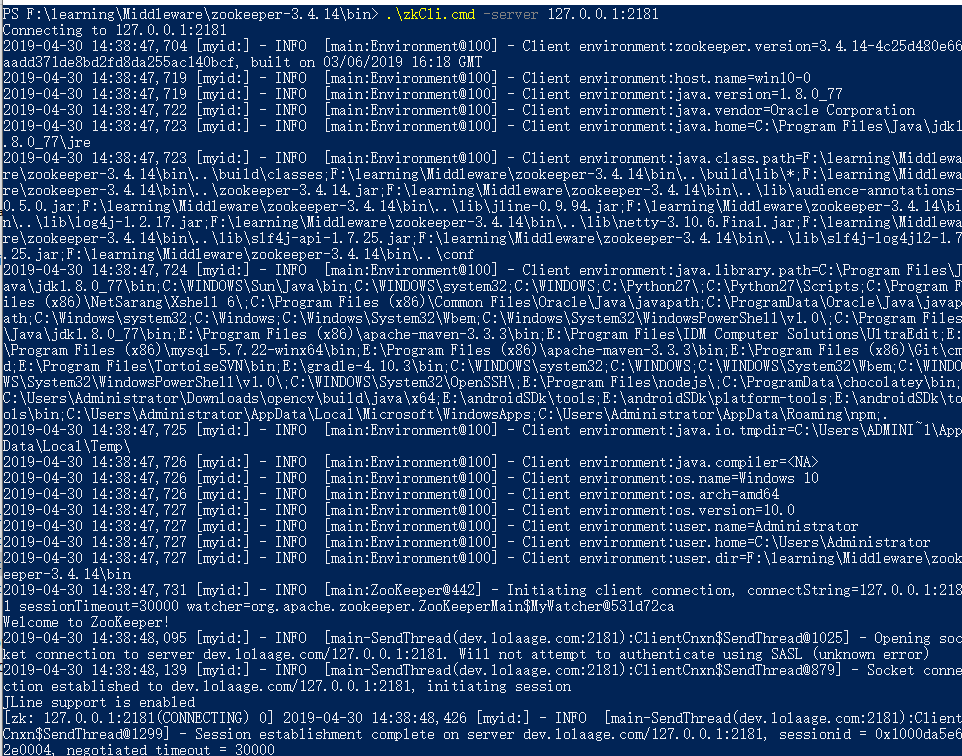 PS F:\learning\Middleware\zookeeper-3.4.14\bin> .\zkCli.cmd -server 127.0.0.1:2181
Connecting to 127.0.0.1:2181
2019-04-30 14:38:47,704 [myid:] - INFO  [main:Environment@100] - Client environment:zookeeper.version=3.4.14-4c25d480e66
aadd371de8bd2fd8da255ac140bcf, built on 03/06/2019 16:18 GMT
2019-04-30 14:38:47,719 [myid:] - INFO  [main:Environment@100] - Client environment:host.name=win10-0
2019-04-30 14:38:47,719 [myid:] - INFO  [main:Environment@100] - Client environment:java.version=1.8.0_77
2019-04-30 14:38:47,722 [myid:] - INFO  [main:Environment@100] - Client environment:java.vendor=Oracle Corporation
2019-04-30 14:38:47,723 [myid:] - INFO  [main:Environment@100] - Client environment:java.home=C:\Program Files\Java\jdk1
.8.0_77\jre
2019-04-30 14:38:47,723 [myid:] - INFO  [main:Environment@100] - Client environment:java.class.path=F:\learning\Middlewa
re\zookeeper-3.4.14\bin\..\build\classes;F:\learning\Middleware\zookeeper-3.4.14\bin\..\build\lib\*;F:\learning\Middlewa
re\zookeeper-3.4.14\bin\..\zookeeper-3.4.14.jar;F:\learning\Middleware\zookeeper-3.4.14\bin\..\lib\audience-annotations-
0.5.0.jar;F:\learning\Middleware\zookeeper-3.4.14\bin\..\lib\jline-0.9.94.jar;F:\learning\Middleware\zookeeper-3.4.14\bi
n\..\lib\log4j-1.2.17.jar;F:\learning\Middleware\zookeeper-3.4.14\bin\..\lib\netty-3.10.6.Final.jar;F:\learning\Middlewa
re\zookeeper-3.4.14\bin\..\lib\slf4j-api-1.7.25.jar;F:\learning\Middleware\zookeeper-3.4.14\bin\..\lib\slf4j-log4j12-1.7
.25.jar;F:\learning\Middleware\zookeeper-3.4.14\bin\..\conf
2019-04-30 14:38:47,724 [myid:] - INFO  [main:Environment@100] - Client environment:java.library.path=C:\Program Files\J
ava\jdk1.8.0_77\bin;C:\WINDOWS\Sun\Java\bin;C:\WINDOWS\system32;C:\WINDOWS;C:\Python27\;C:\Python27\Scripts;C:\Program F
iles (x86)\NetSarang\Xshell 6\;C:\Program Files (x86)\Common Files\Oracle\Java\javapath;C:\ProgramData\Oracle\Java\javap
ath;C:\Windows\system32;C:\Windows;C:\Windows\System32\Wbem;C:\Windows\System32\WindowsPowerShell\v1.0\;C:\Program Files
\Java\jdk1.8.0_77\bin;E:\Program Files (x86)\apache-maven-3.3.3\bin;E:\Program Files\IDM Computer Solutions\UltraEdit;E:
\Program Files (x86)\mysql-5.7.22-winx64\bin;E:\Program Files (x86)\apache-maven-3.3.3\bin;E:\Program Files (x86)\Git\cm
d;E:\Program Files\TortoiseSVN\bin;E:\gradle-4.10.3\bin;C:\WINDOWS\system32;C:\WINDOWS;C:\WINDOWS\System32\Wbem;C:\WINDO
WS\System32\WindowsPowerShell\v1.0\;C:\WINDOWS\System32\OpenSSH\;E:\Program Files\nodejs\;C:\ProgramData\chocolatey\bin;
C:\Users\Administrator\Downloads\opencv\build\java\x64;E:\androidSDk\tools;E:\androidSDk\platform-tools;E:\androidSDk\to
ols\bin;C:\Users\Administrator\AppData\Local\Microsoft\WindowsApps;C:\Users\Administrator\AppData\Roaming\npm;.
2019-04-30 14:38:47,725 [myid:] - INFO  [main:Environment@100] - Client environment:java.io.tmpdir=C:\Users\ADMINI~1\App
Data\Local\Temp\
2019-04-30 14:38:47,726 [myid:] - INFO  [main:Environment@100] - Client environment:java.compiler=<NA>
2019-04-30 14:38:47,726 [myid:] - INFO  [main:Environment@100] - Client environment:os.name=Windows 10
2019-04-30 14:38:47,726 [myid:] - INFO  [main:Environment@100] - Client environment:os.arch=amd64
2019-04-30 14:38:47,727 [myid:] - INFO  [main:Environment@100] - Client environment:os.version=10.0
2019-04-30 14:38:47,727 [myid:] - INFO  [main:Environment@100] - Client environment:user.name=Administrator
2019-04-30 14:38:47,727 [myid:] - INFO  [main:Environment@100] - Client environment:user.home=C:\Users\Administrator
2019-04-30 14:38:47,727 [myid:] - INFO  [main:Environment@100] - Client environment:user.dir=F:\learning\Middleware\zook
eeper-3.4.14\bin
2019-04-30 14:38:47,731 [myid:] - INFO  [main:ZooKeeper@442] - Initiating client connection, connectString=127.0.0.1:218
1 sessionTimeout=30000 watcher=org.apache.zookeeper.ZooKeeperMain$MyWatcher@531d72ca
Welcome to ZooKeeper!
2019-04-30 14:38:48,095 [myid:] - INFO  [main-SendThread(dev.lolaage.com:2181):ClientCnxn$SendThread@1025] - Opening soc
ket connection to server dev.lolaage.com/127.0.0.1:2181. Will not attempt to authenticate using SASL (unknown error)
2019-04-30 14:38:48,139 [myid:] - INFO  [main-SendThread(dev.lolaage.com:2181):ClientCnxn$SendThread@879] - Socket conne
ction established to dev.lolaage.com/127.0.0.1:2181, initiating session
JLine support is enabled
[zk: 127.0.0.1:2181(CONNECTING) 0] 2019-04-30 14:38:48,426 [myid:] - INFO  [main-SendThread(dev.lolaage.com:2181):Client
Cnxn$SendThread@1299] - Session establishment complete on server dev.lolaage.com/127.0.0.1:2181, sessionid = 0x1000da5e6
2e0004, negotiated timeout = 30000